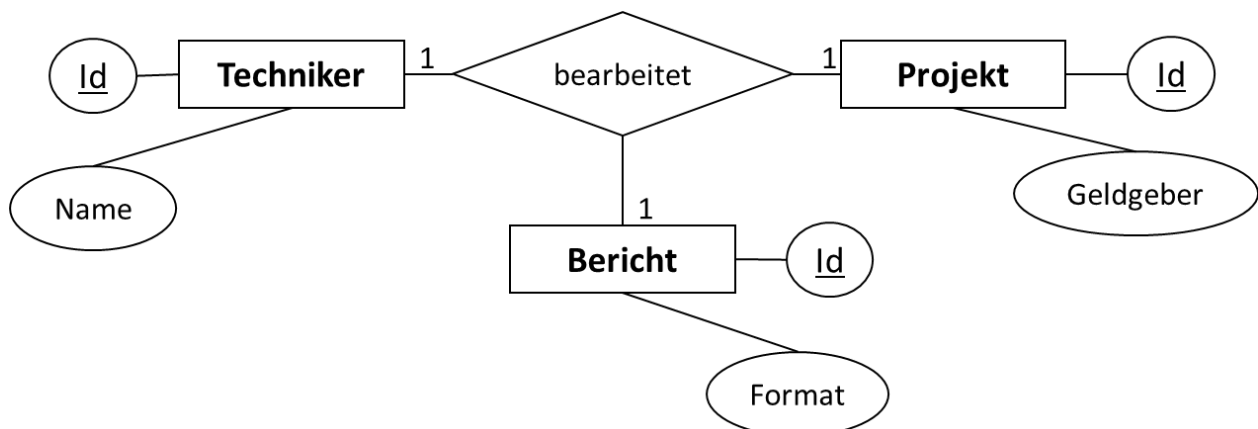 1
1
Id
Techniker
bearbeitet
Projekt
Id
Name
1
Geldgeber
Bericht
Id
Format